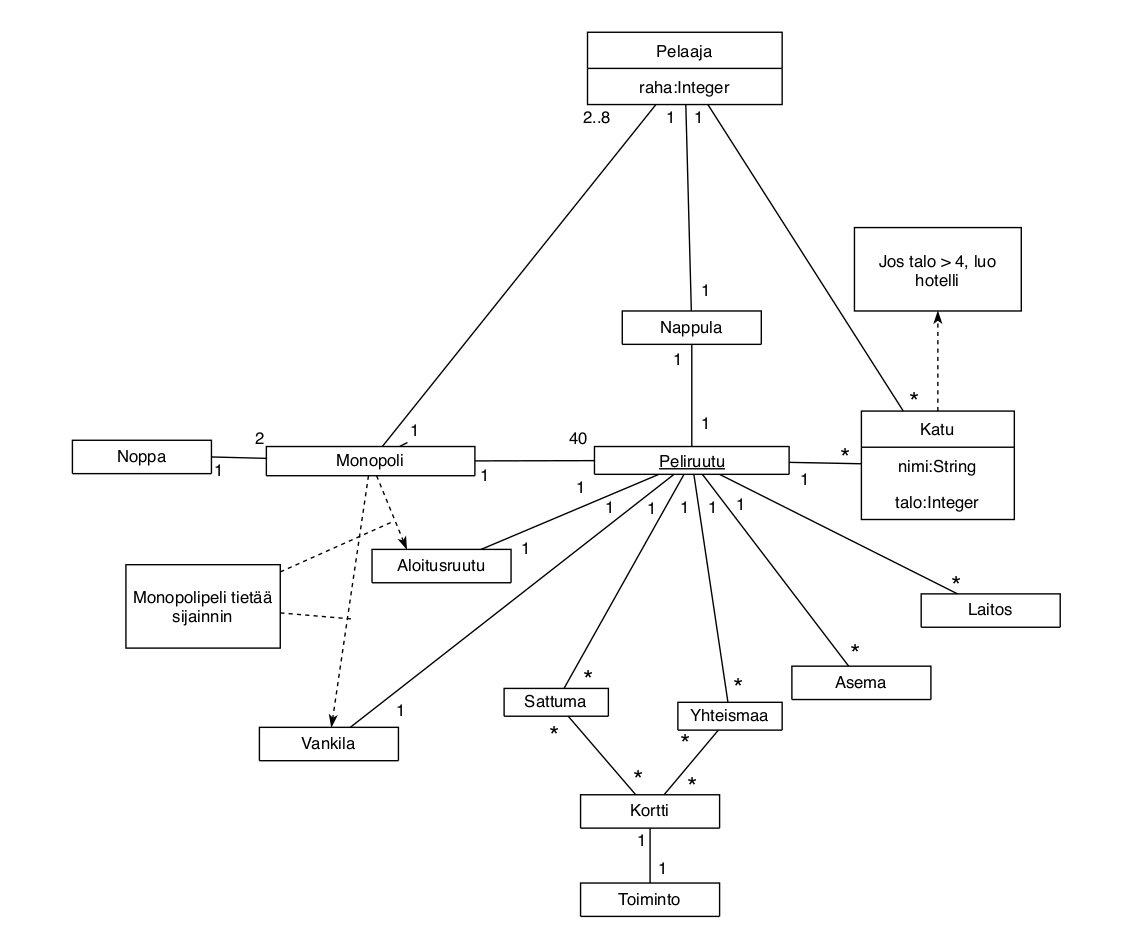 Pelaaja
raha:Integer
2..8
1
1
Jos talo > 4, luo
hotelli
1
Nappula
1
*
1
Katu
1
2
40
*
Noppa
1
Monopoli
1
Peliruutu
1
nimi:String
talo:Integer
1
1
1
1
1
1
1
Aloitusruutu
*
Monopolipeli tietää
sijainnin
Laitos
*
Asema
*
*
Sattuma
Yhteismaa
1
*
*
Vankila
*
*
Kortti
1
1
Toiminto